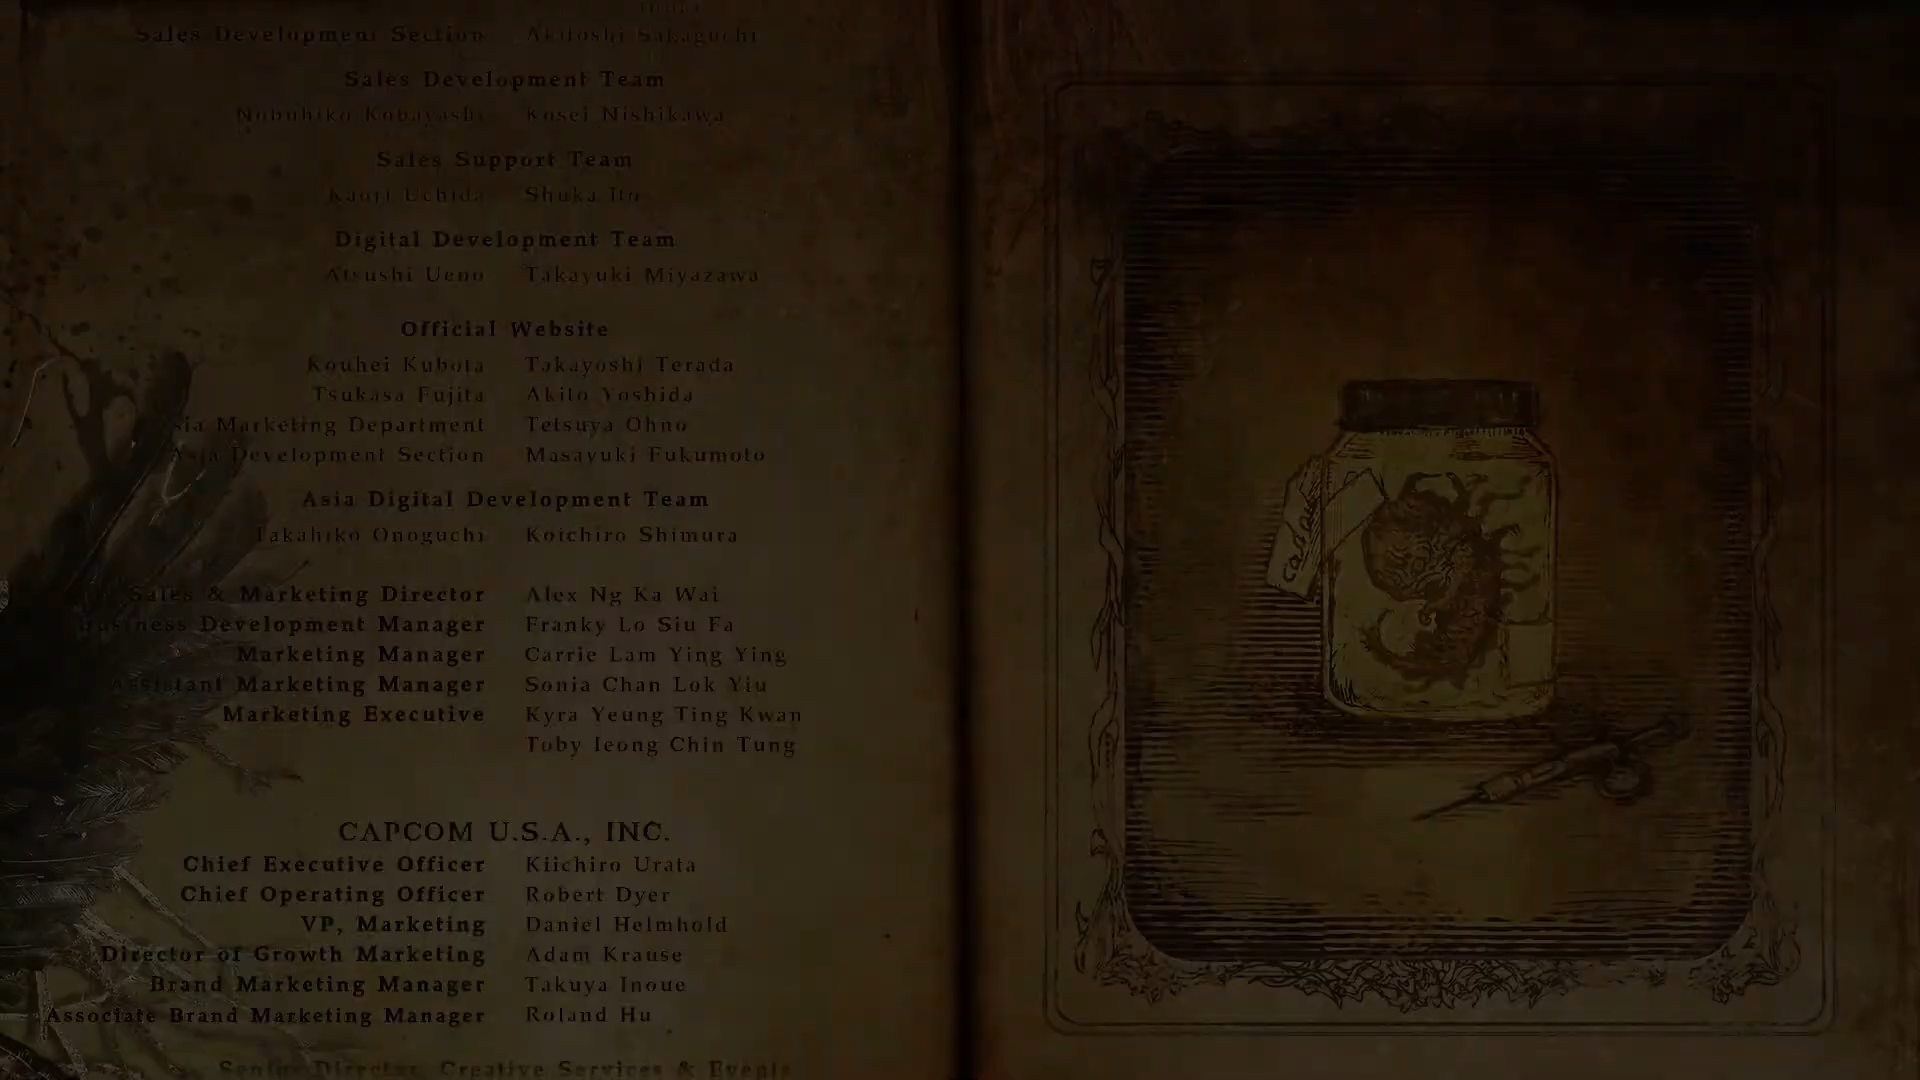 Sales Development Section Akitoshi Sakaguchi
Sales Development Team
Nobuhiko Kobayashi Kosei Nishikawa
Sales Support Team
Kaori Uchida Shuka Ito
Digital Development Team
Atsushi Ueno Takayuki Miyazawa
Official Website
Kouhei Kubota Takayoshi Terada
Tsukasa Fujita Akito Yoshida
Asia Marketing Department Tetsuya Ohno
Asia Development Section Masayuki Fukumoto
Asia Digital Development Team
Takahiko Onoguchi Koichiro Shimura
Sales & Marketing Director Alex Ng Ka Wai
Business Development Manager Franky Lo Siu Fa
Marketing Manager Carrie Lam Ying Ying
Assistant Marketing Manager Sonia Chan Lok Yiu
Marketing Executive Kyra Yeung Ting Kwan
Toby Ieong Chin Tung
CAPCOM U.S.A., INC.
Chief Executive Officer Kiichiro Urata
Chief Operating Officer Robert Dyer
VP, Marketing Daniel Helmhold
Director of Growth Marketing Adam Krause
Brand Marketing Manager Takuya Inoue
Associate Brand Marketing Manager Roland Hu
Senior Director, Creative Services & Events
cadou